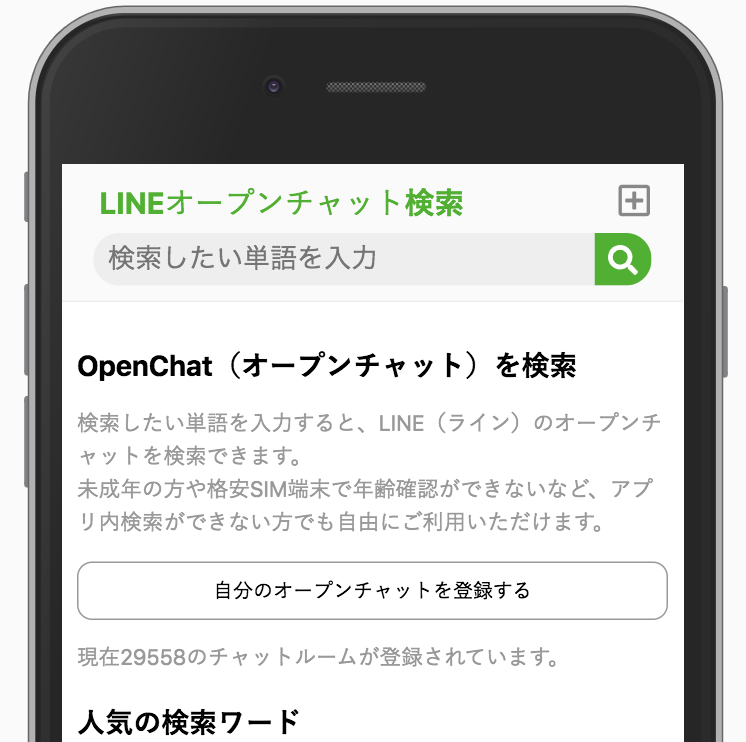 LINEオープンチャット検索
検索したい単語を入力
OpenChat（オープンチャット）を検索
検索したい単語を入力すると、LINE（ライン）のオープンチ
ャットを検索できます。
未成年の方や格安SIM端末で年齢確認ができないなど、アプ
リ内検索ができない方でも自由にご利用いただけます。
自分のオープンチャットを登録する
現在29558のチャットルームが登録されています。
人気の検索ワード